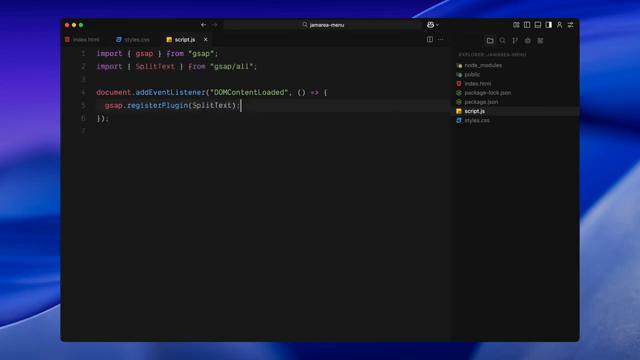 jamarea-menu
index.html
styles.css
script.js
EXPLORER: JAMAREA-MENU
node_modules
public
index.html
package-lock.json
package.json
script.js
styles.css
1 import { gsap } from "gsap";
2 import { SplitText } from "gsap/all";
3
4 document.addEventListener("DOMContentLoaded", () => {
5 gsap.registerPlugin(SplitText);
6 });
7